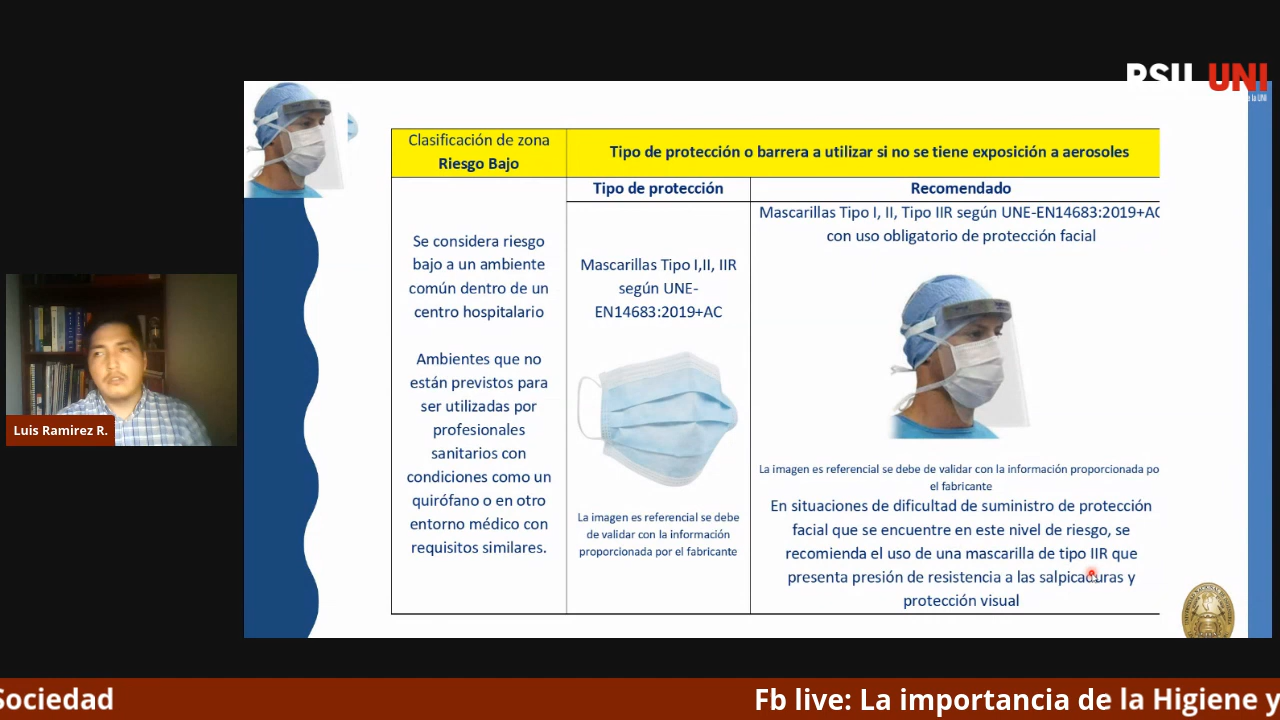 RSU UNI
Clasificación de zona
Riesgo Bajo
Tipo de protección o barrera a utilizar si no se tiene exposición a aerosoles
Tipo de protección
Recomendado
Se considera riesgo
bajo a un ambiente
común dentro de un
centro hospitalario
Ambientes que no
están previstos para
ser utilizadas por
profesionales
sanitarios con
condiciones como un
quirófano o en otro
entorno médico con
requisitos similares.
Mascarillas Tipo I,II, IIR
según UNE-
EN14683:2019+AC
La imagen es referencial se debe
de validar con la información
proporcionada por el fabricante
Mascarillas Tipo I, II, Tipo IIR según UNE-EN14683:2019+AC
con uso obligatorio de protección facial
La imagen es referencial se debe de validar con la información proporcionada po
el fabricante
En situaciones de dificultad de suministro de protección
facial que se encuentre en este nivel de riesgo, se
recomienda el uso de una mascarilla de tipo IIR que
presenta presión de resistencia a las salpicaduras y
protección visual
Luis Ramirez R.
Sociedad
Fb live: La importancia de la Higiene y